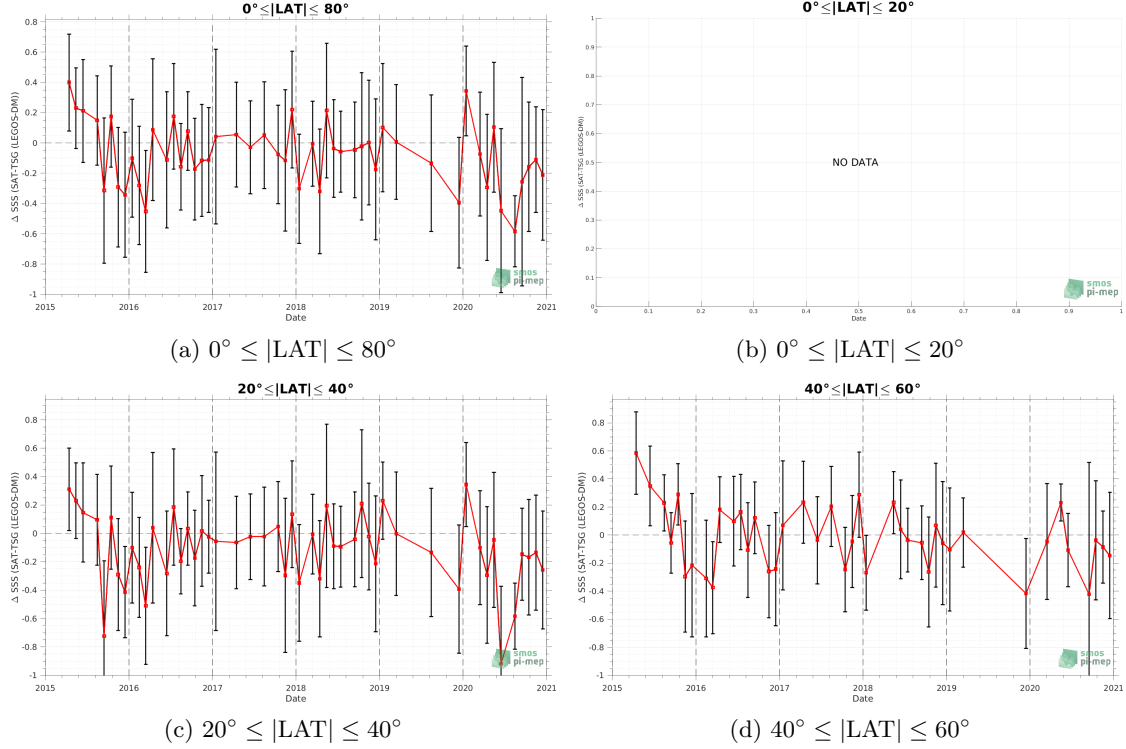 0°≤|LAT|≤ 80°
Δ SSS (SAT-TSG (LEGOS-DM))
0.8
0.6
0.4
0.2
0
-0.2
-0.4
-0.6
-0.8
-1
2015 2016 2017 2018 2019 2020 2021
Date
smos
pi-mep
(a) 0° ≤ |LAT| ≤ 80°
0°≤|LAT|≤ 20°
Δ SSS (SAT-TSG (LEGOS-DM))
1
0.9
0.8
0.7
0.6
0.5
0.4
0.3
0.2
0.1
0
NO DATA
0 0.1 0.2 0.3 0.4 0.5 0.6 0.7 0.8 0.9 1
Date
smos
pi-mep
(b) 0° ≤ |LAT| ≤ 20°
20°≤|LAT|≤ 40°
Δ SSS (SAT-TSG (LEGOS-DM))
0.8
0.6
0.4
0.2
0
-0.2
-0.4
-0.6
-0.8
-1
2015 2016 2017 2018 2019 2020 2021
Date
smos
pi-mep
(c) 20° ≤ |LAT| ≤ 40°
40°≤|LAT|≤ 60°
Δ SSS (SAT-TSG (LEGOS-DM))
0.8
0.6
0.4
0.2
0
-0.2
-0.4
-0.6
-0.8
-1
2015 2016 2017 2018 2019 2020 2021
Date
smos
pi-mep
(d) 40° ≤ |LAT| ≤ 60°